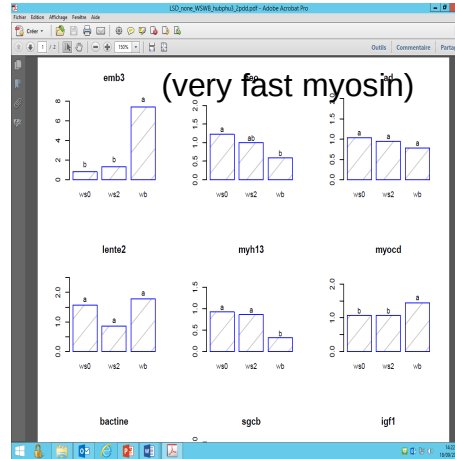 LSD_none_WSWB_hubphu3_2pdd.pdf - Adobe Acrobat Pro
Fichier Edition Affichage Fenêtre Aide
Créer
1 / 2 150% Outils Commentaire Partag
(very fast myosin)
emb3 ad
0 2 4 6 8
b b a
ws0 ws2 wb
0.0 0.5 1.0 1.5 2.0
a ab b
ws0 ws2 wb
0.0 0.5 1.0 1.5 2.0
a a a
ws0 ws2 wb
lente2 myh13 myocd
0.0 1.0 2.0
a a a
ws0 ws2 wb
0.0 0.5 1.0 1.5
a a b
ws0 ws2 wb
0.0 1.0 2.0
b b a
ws0 ws2 wb
bactine sgcb igf1